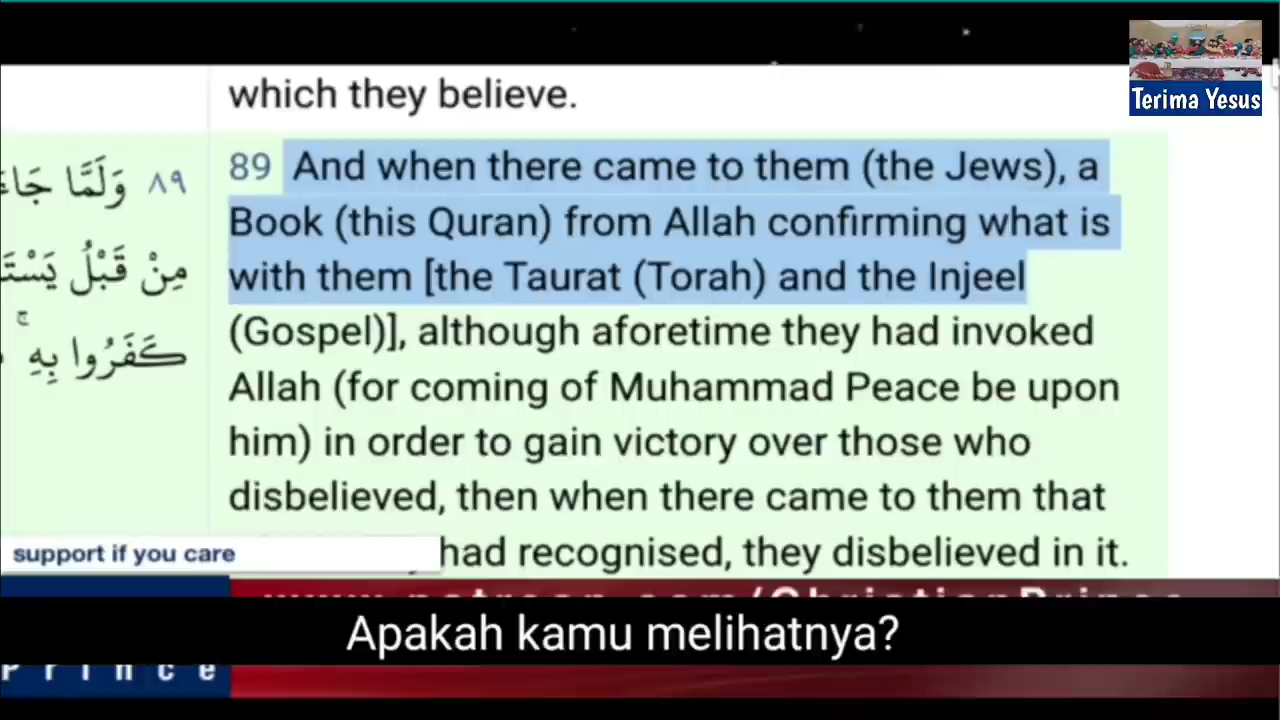 Terima Yesus
which they believe.
89 And when there came to them (the Jews), a
Book (this Quran) from Allah confirming what is
with them [the Taurat (Torah) and the Injeel
(Gospel)], although aforetime they had invoked
Allah (for coming of Muhammad Peace be upon
him) in order to gain victory over those who
disbelieved, then when there came to them that
had recognised, they disbelieved in it.
٨٩ وَلَمَّا
مِنْ قَبْلُ
كَفَرُوا بِهِ ۚ
support if you care
Apakah kamu melihatnya?
Prince